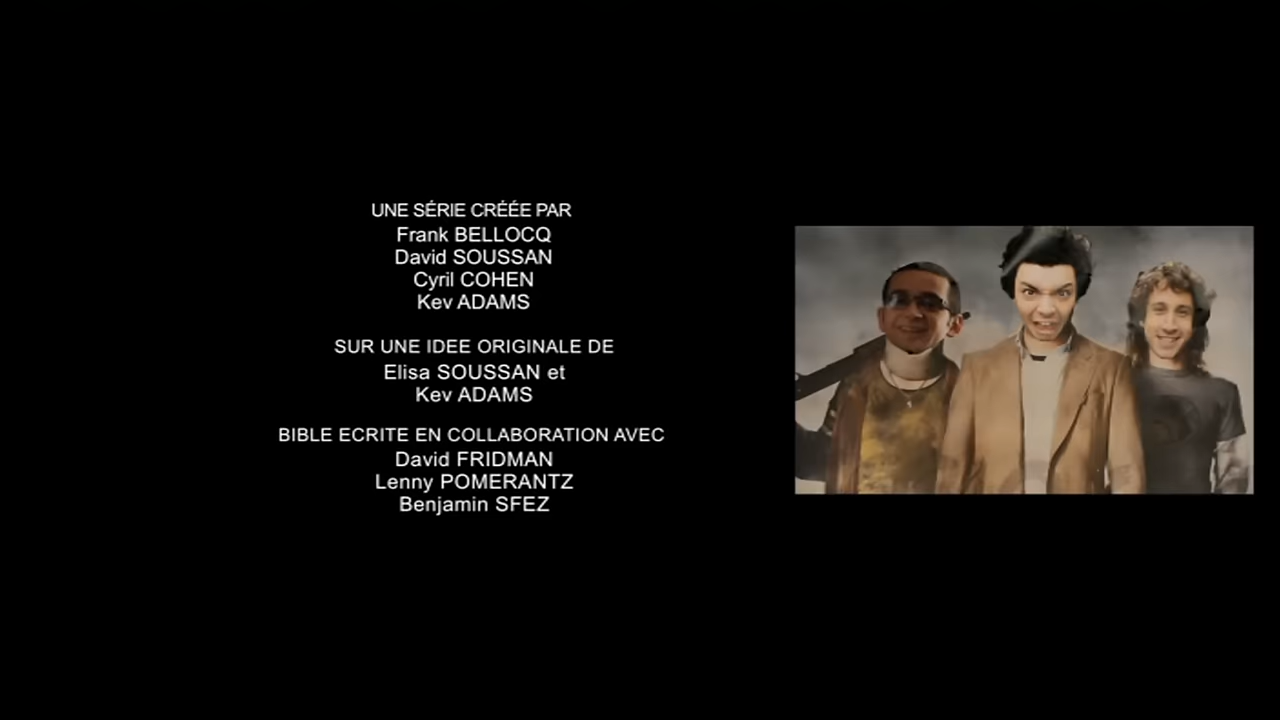 UNE SÉRIE CRÉÉE PAR
Frank BELLOCQ
David SOUSSAN
Cyril COHEN
Kev ADAMS
SUR UNE IDEE ORIGINALE DE
Elisa SOUSSAN et
Kev ADAMS
BIBLE ECRITE EN COLLABORATION AVEC
David FRIDMAN
Lenny POMERANTZ
Benjamin SFEZ